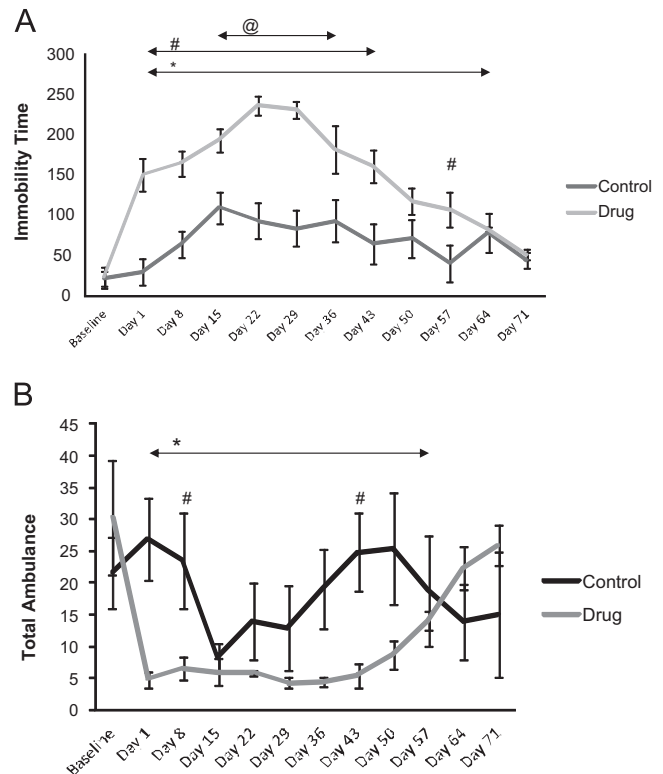 A
@
#
*
300
250
200
150
100
50
0
Immobility Time
#
Control
Drug
Baseline Day 1 Day 8 Day 15 Day 22 Day 29 Day 36 Day 43 Day 50 Day 57 Day 64 Day 71
B
45
40
35
30
25
20
15
10
5
0
Total Ambulance
*
# #
Control
Drug
Baseline Day 1 Day 8 Day 15 Day 22 Day 29 Day 36 Day 43 Day 50 Day 57 Day 64 Day 71